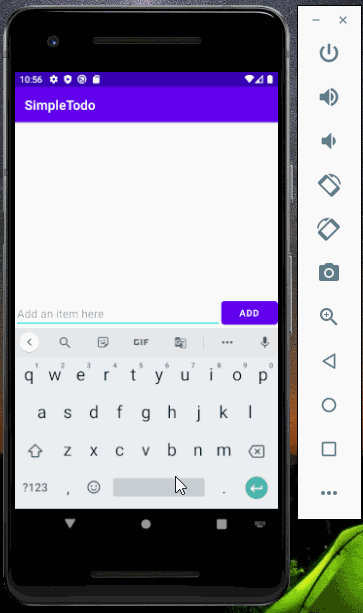 10:56
SimpleTodo
Add an item here
ADD
GIF
1 2 3 4 5 6 7 8 9 0
q w e r t y u i o p
a s d f g h j k l
z x c v b n m
?123 , .